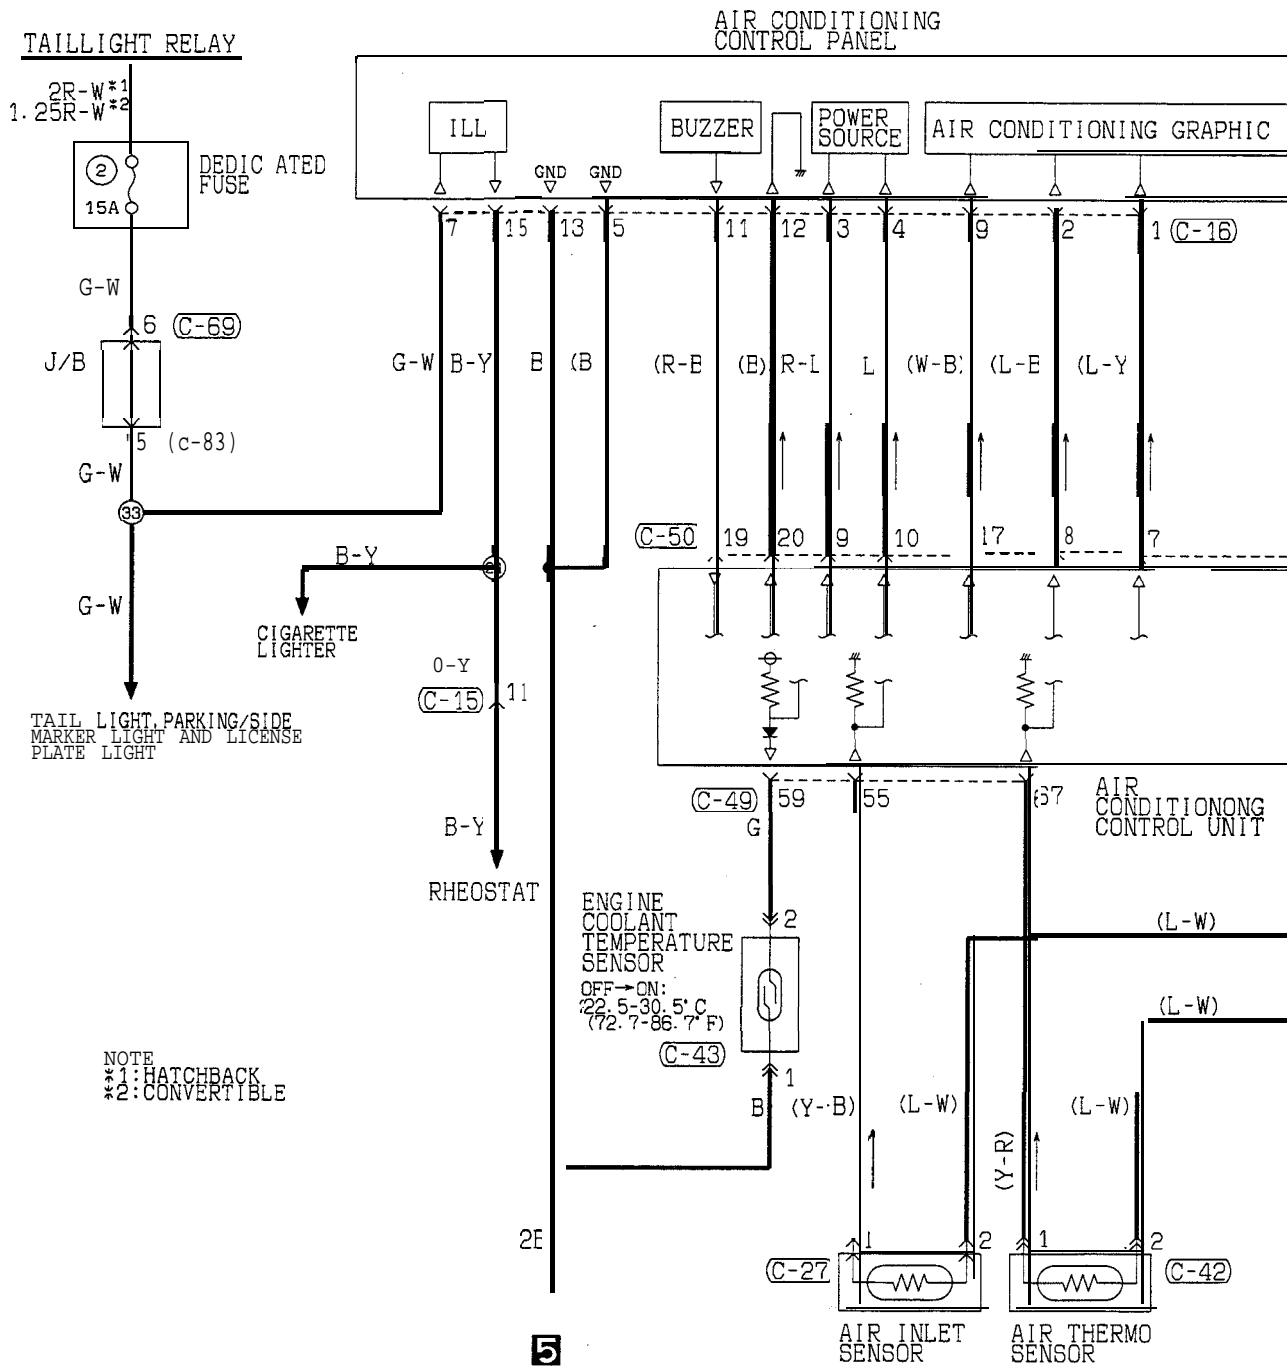 AIR CONDITIONING
CONTROL PANEL
TAILLIGHT RELAY
2R-W*1
1.25R-W*2
ILL
BUZZER
POWER
SOURCE
AIR CONDITIONING GRAPHIC
2
15A
DEDIC ATED
FUSE
GND
GND
7
15
13
5
11
12
3
4
9
2
1
(C-16)
G-W
6
(C-69)
J/B
G-W
B-Y
B
(B
(R-B
(B)
R-L
L
(W-B)
(L-E
(L-Y
5
(c-83)
G-W
33
(C-50
19
20
9
10
17
8
7
B-Y
G-W
CIGARETTE
LIGHTER
0-Y
(C-15)
11
TAIL LIGHT, PARKING/SIDE
MARKER LIGHT AND LICENSE
PLATE LIGHT
(C-49)
59
55
67
AIR
CONDITIONONG
CONTROL UNIT
G
B-Y
RHEOSTAT
ENGINE
COOLANT
TEMPERATURE
SENSOR
OFF→ON:
22.5-30.5°C
(72.7-86.7°F)
2
(L-W)
(L-W)
(C-43)
1
NOTE
*1:HATCHBACK
*2:CONVERTIBLE
B
(Y--B)
(L-W)
(Y-R)
(L-W)
2B
1
2
1
2
(C-27
(C-42)
5
AIR INLET
SENSOR
AIR THERMO
SENSOR